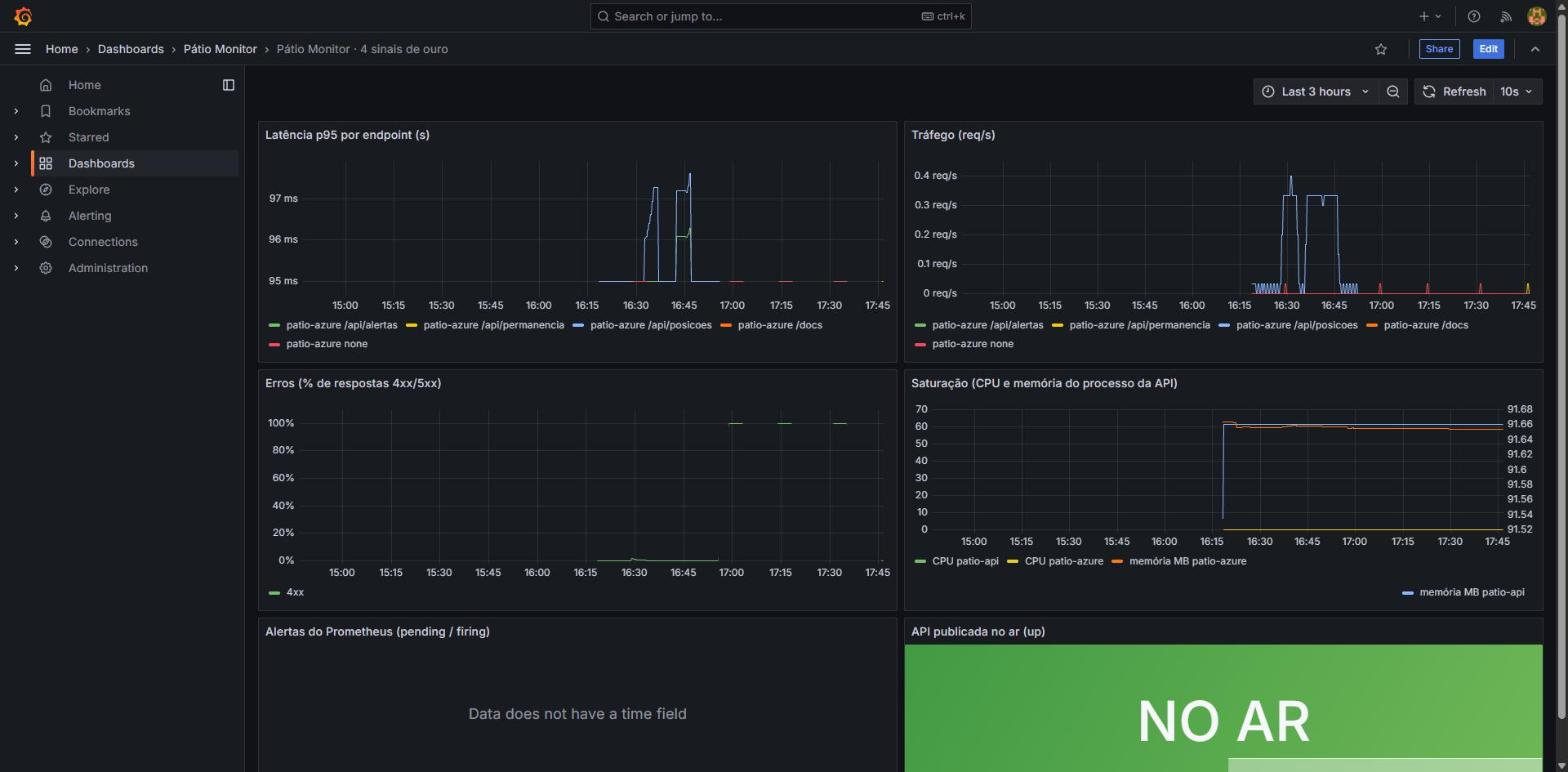 Search or jump to... ctrl+k
Home › Dashboards › Pátio Monitor › Pátio Monitor · 4 sinais de ouro Share Edit
Home
Bookmarks
Starred
Dashboards
Explore
Alerting
Connections
Administration
Last 3 hours Refresh 10s
Latência p95 por endpoint (s)
97 ms
96 ms
95 ms
15:00 15:15 15:30 15:45 16:00 16:15 16:30 16:45 17:00 17:15 17:30 17:45
patio-azure /api/alertas patio-azure /api/permanencia patio-azure /api/posicoes patio-azure /docs
patio-azure none
Tráfego (req/s)
0.4 req/s
0.3 req/s
0.2 req/s
0.1 req/s
0 req/s
15:00 15:15 15:30 15:45 16:00 16:15 16:30 16:45 17:00 17:15 17:30 17:45
patio-azure /api/alertas patio-azure /api/permanencia patio-azure /api/posicoes patio-azure /docs
patio-azure none
Erros (% de respostas 4xx/5xx)
100%
80%
60%
40%
20%
0%
15:00 15:15 15:30 15:45 16:00 16:15 16:30 16:45 17:00 17:15 17:30 17:45
4xx
Saturação (CPU e memória do processo da API)
70 91.68
60 91.66
50 91.64
40 91.62
30 91.6
20 91.58
10 91.56
0 91.54
91.52
15:00 15:15 15:30 15:45 16:00 16:15 16:30 16:45 17:00 17:15 17:30 17:45
CPU patio-api CPU patio-azure memória MB patio-azure
memória MB patio-api
Alertas do Prometheus (pending / firing)
Data does not have a time field
API publicada no ar (up)
NO AR